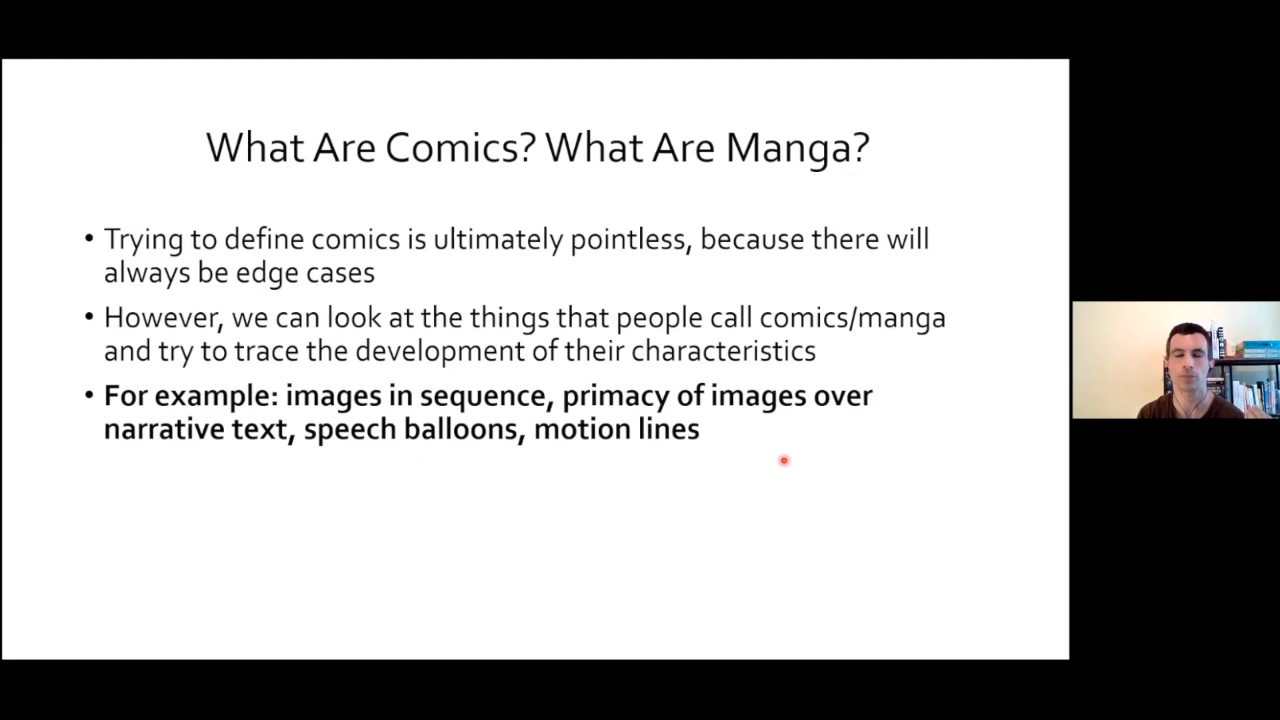 What Are Comics? What Are Manga?
• Trying to define comics is ultimately pointless, because there will
always be edge cases
• However, we can look at the things that people call comics/manga
and try to trace the development of their characteristics
• For example: images in sequence, primacy of images over
narrative text, speech balloons, motion lines